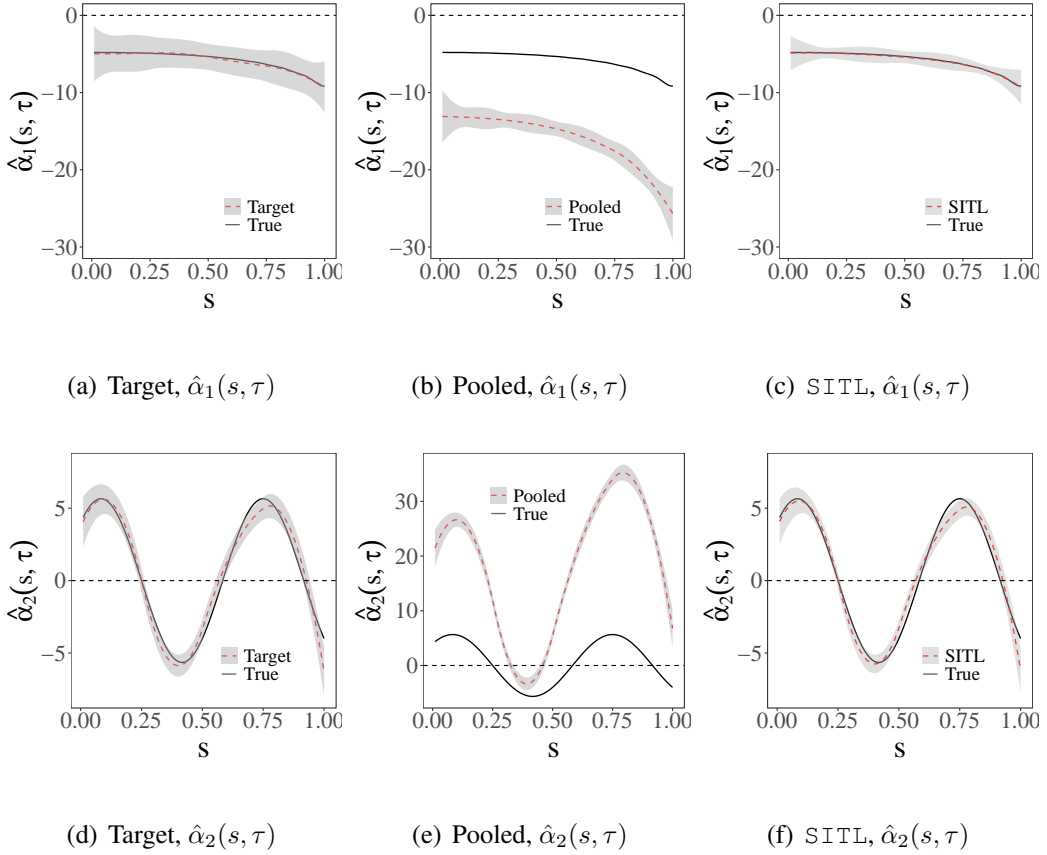 0
−10
−20
−30
α̂₁(s, τ)
Target
True
0.00 0.25 0.50 0.75 1.00
s
0
−10
−20
−30
α̂₁(s, τ)
Pooled
True
0.00 0.25 0.50 0.75 1.00
s
0
−10
−20
−30
α̂₁(s, τ)
SITL
True
0.00 0.25 0.50 0.75 1.00
s
(a) Target, α̂₁(s, τ)
(b) Pooled, α̂₁(s, τ)
(c) SITL, α̂₁(s, τ)
5
0
−5
α̂₂(s, τ)
Target
True
0.00 0.25 0.50 0.75 1.00
s
30
20
10
0
α̂₂(s, τ)
Pooled
True
0.00 0.25 0.50 0.75 1.00
s
5
0
−5
α̂₂(s, τ)
SITL
True
0.00 0.25 0.50 0.75 1.00
s
(d) Target, α̂₂(s, τ)
(e) Pooled, α̂₂(s, τ)
(f) SITL, α̂₂(s, τ)